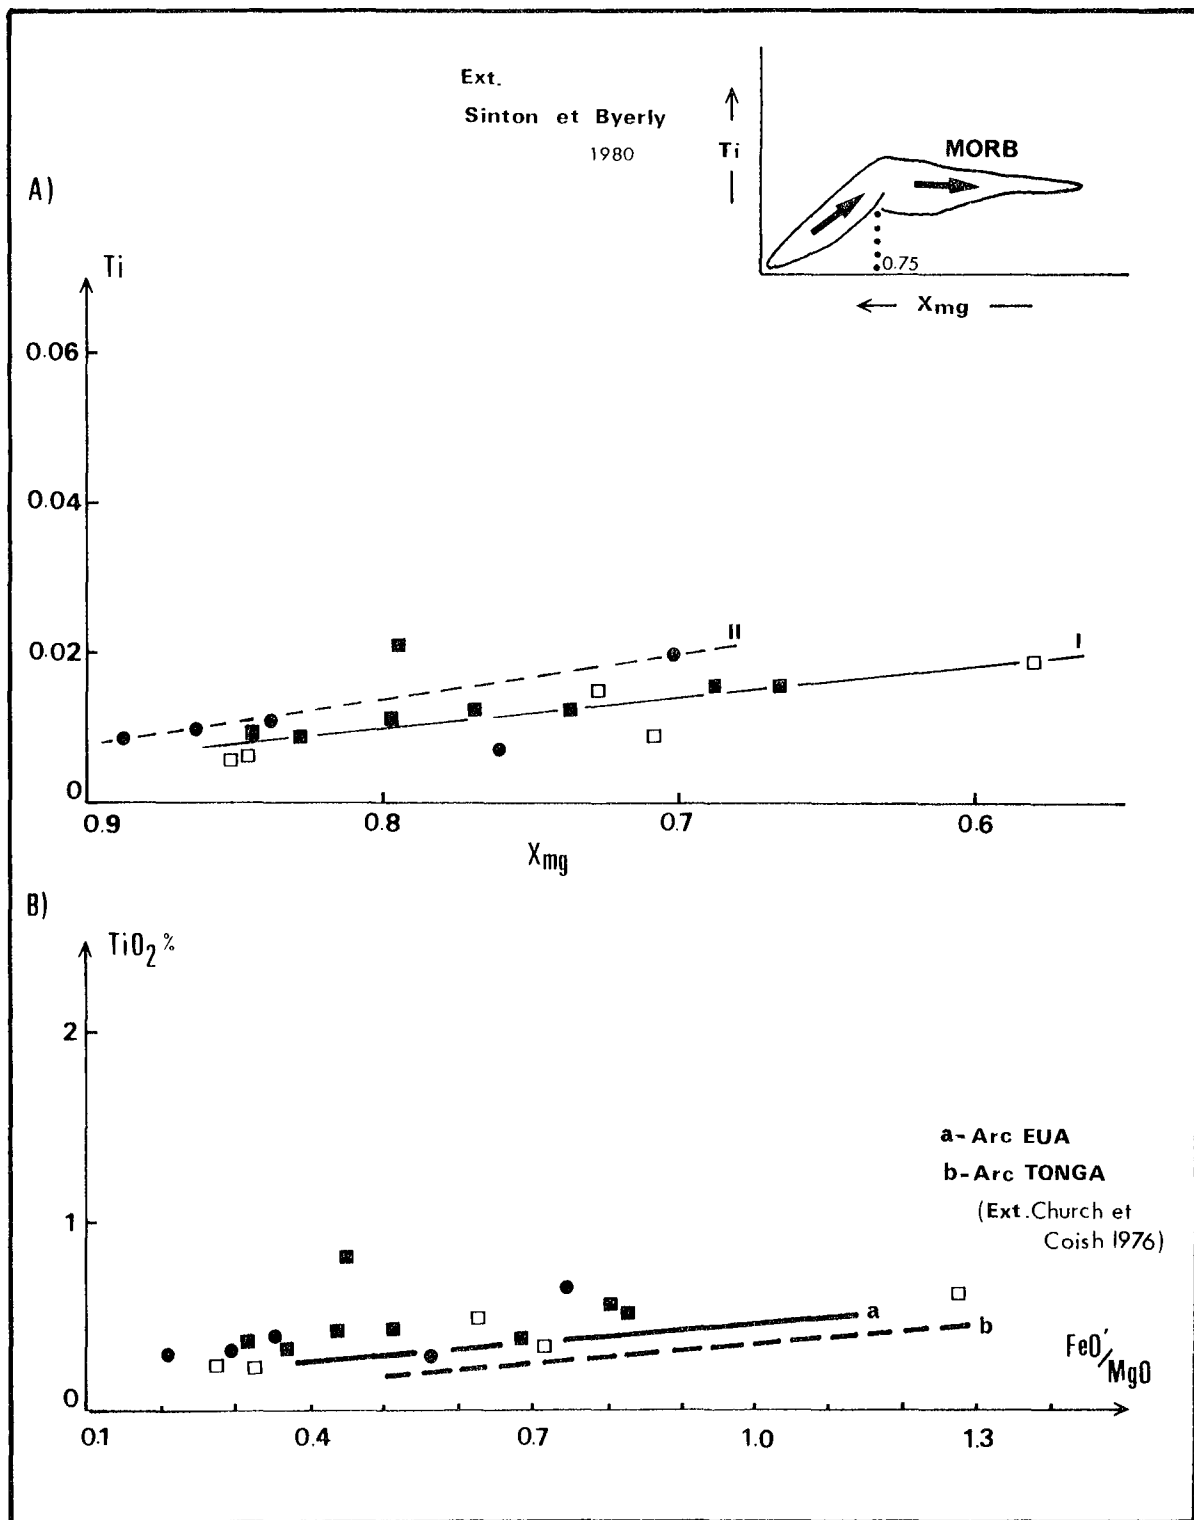 Ext.
Sinton et Byerly
1980
Ti
MORB
0.75
Xmg
A)
Ti
0.06
0.04
0.02
0
II
I
0.9
0.8
0.7
0.6
Xmg
B)
TiO2 %
2
1
0
a- Arc EUA
b-Arc TONGA
(Ext.Church et
Coish 1976)
a
b
FeO'/MgO
0.1
0.4
0.7
1.0
1.3